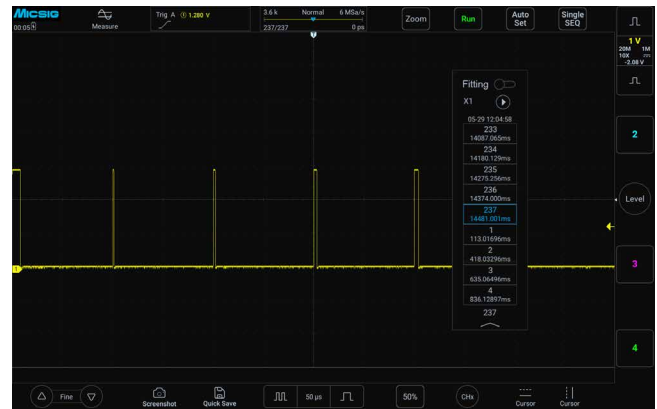 Micsig
00:05
Measure
Trig A 1.280 V
3.6 k Normal 6 MSa/s
237/237 0 ps
Zoom
Run
Auto Set
Single SEQ
1 V
20M 1M
10X
-2.08 V
Fitting
X1
05-29 12:04:58
233
14087.065ms
234
14180.129ms
235
14275.256ms
236
14374.000ms
237
14481.001ms
1
113.01696ms
2
418.03296ms
3
635.06496ms
4
836.12897ms
237
2
Level
3
4
1
Fine
Screenshot
Quick Save
50 μs
50%
CHx
Cursor
Cursor